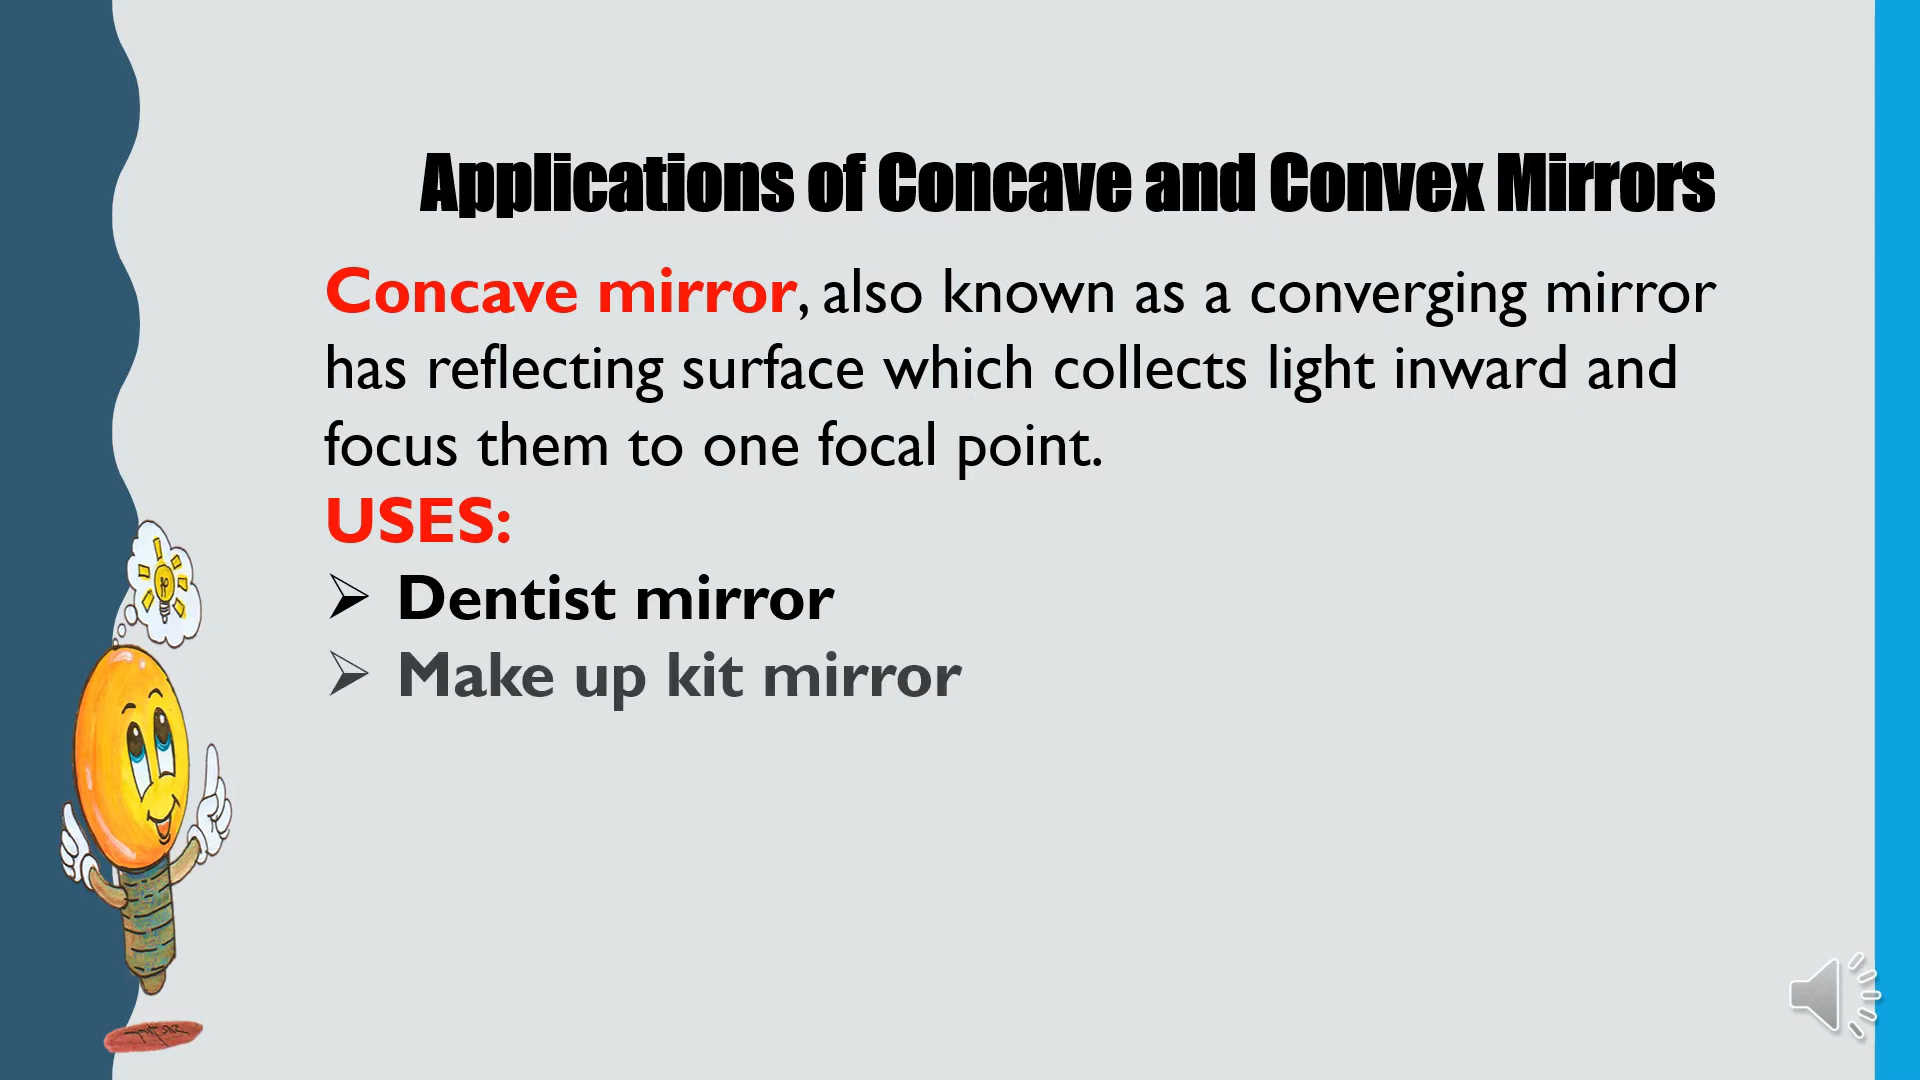 Applications of Concave and Convex Mirrors
Concave mirror, also known as a converging mirror
has reflecting surface which collects light inward and
focus them to one focal point.
USES:
➢ Dentist mirror
➢ Make up kit mirror